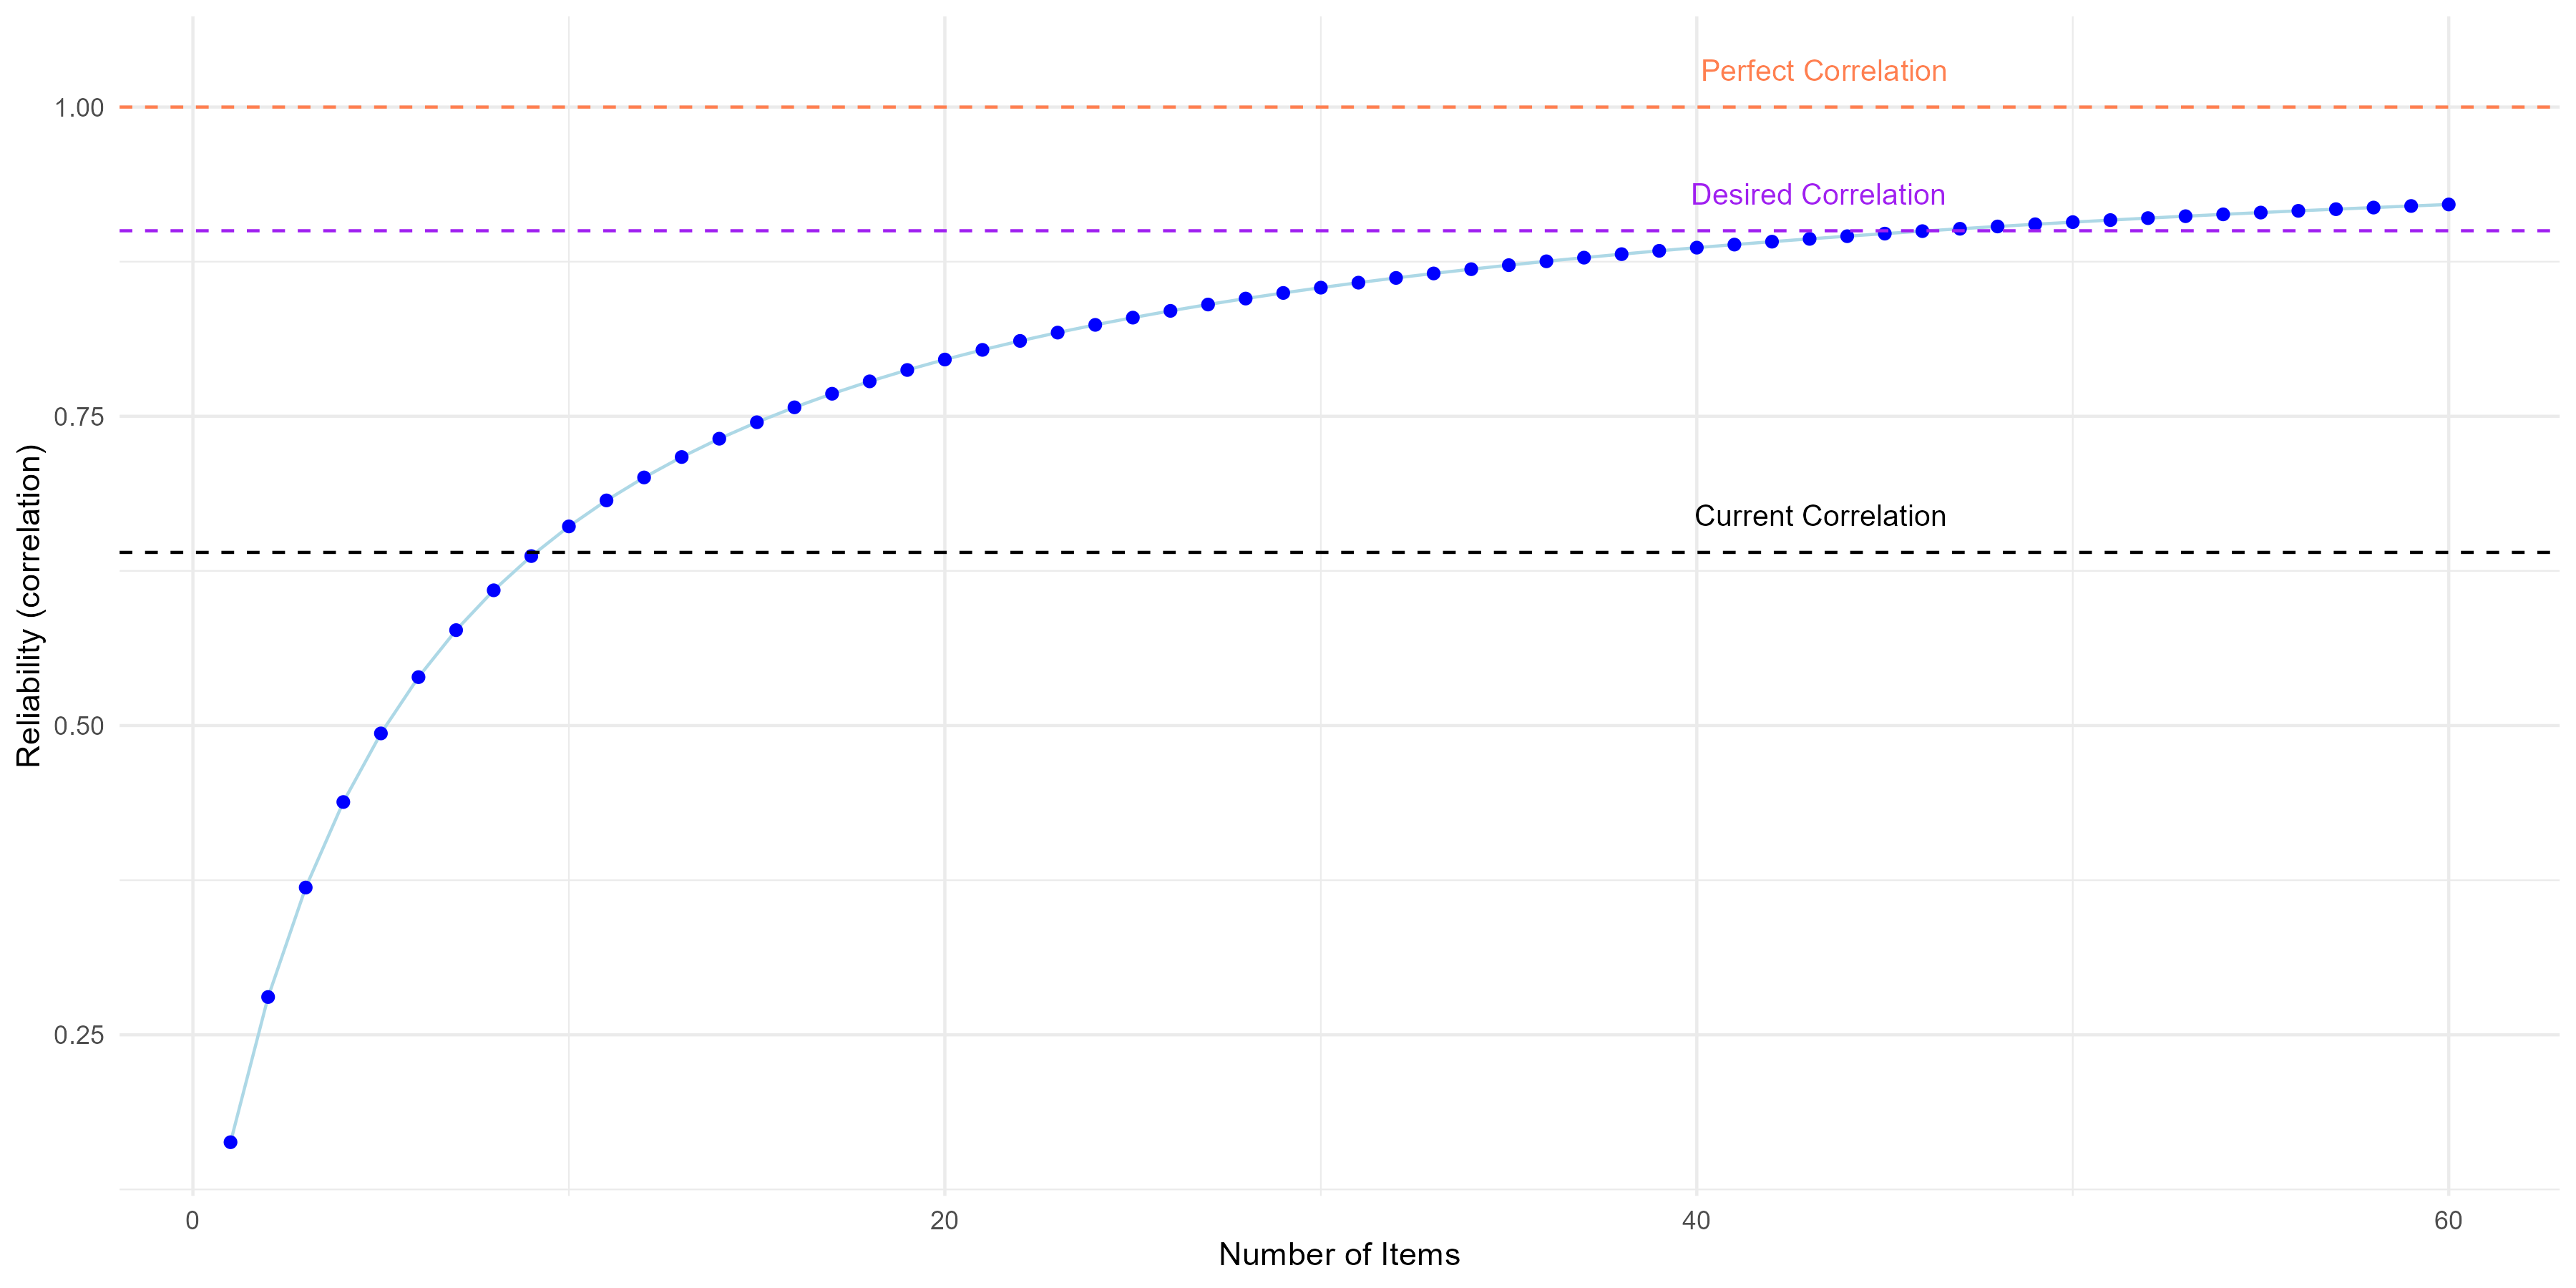 Perfect Correlation
1.00
Desired Correlation
0.75
Current Correlation
0.50
0.25
Reliability (correlation)
0 20 40 60
Number of Items